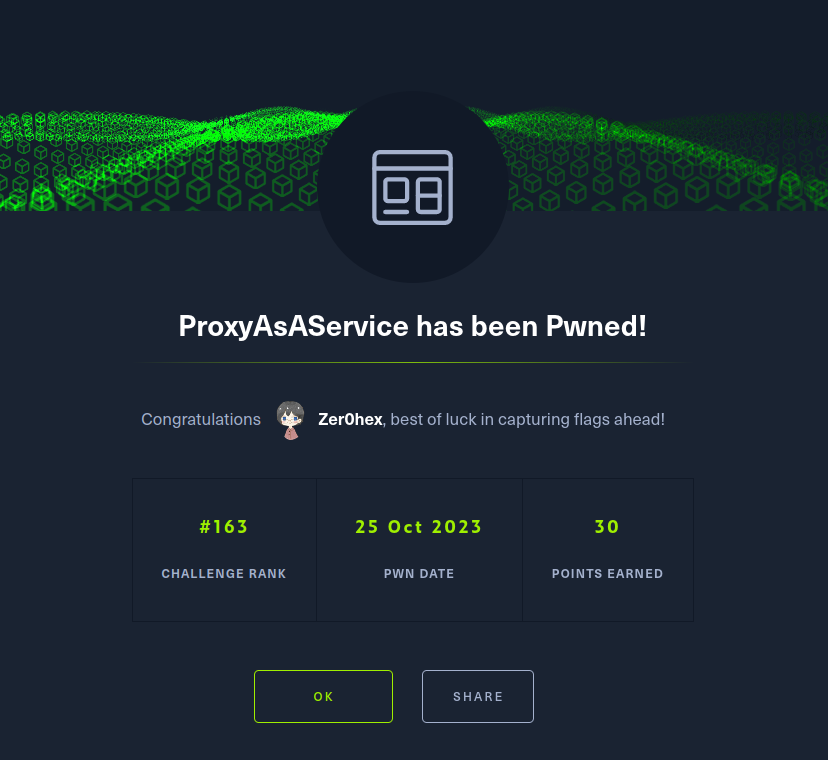 ProxyAsAService has been Pwned!
Congratulations Zer0hex, best of luck in capturing flags ahead!
#163 25 Oct 2023 30
CHALLENGE RANK PWN DATE POINTS EARNED
OK SHARE